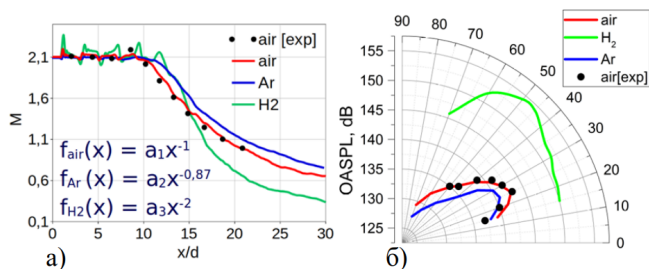 2,1
1,6
1,1
0,6
0,1
M
0 5 10 15 20 25 30
x/d
air [exp]
air
Ar
H2
f_air(x) = a₁x⁻¹
f_Ar(x) = a₂x⁻⁰,⁸⁷
f_H2(x) = a₃x⁻²
а)
155
150
145
140
135
130
125
OASPL, dB
90 80 70 60 50 40 30 20 10 0
air
H₂
Ar
air[exp]
б)